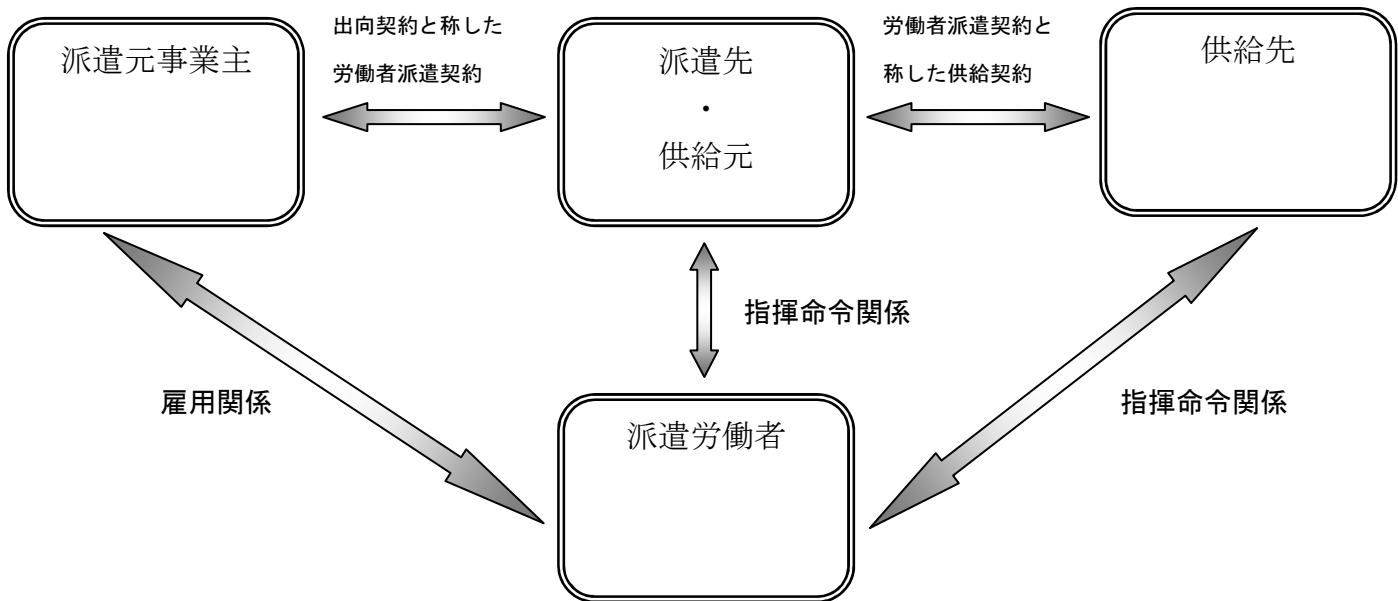 派遣元事業主
出向契約と称した
労働者派遣契約
派遣先
・
供給元
労働者派遣契約と
称した供給契約
供給先
指揮命令関係
雇用関係
指揮命令関係
派遣労働者